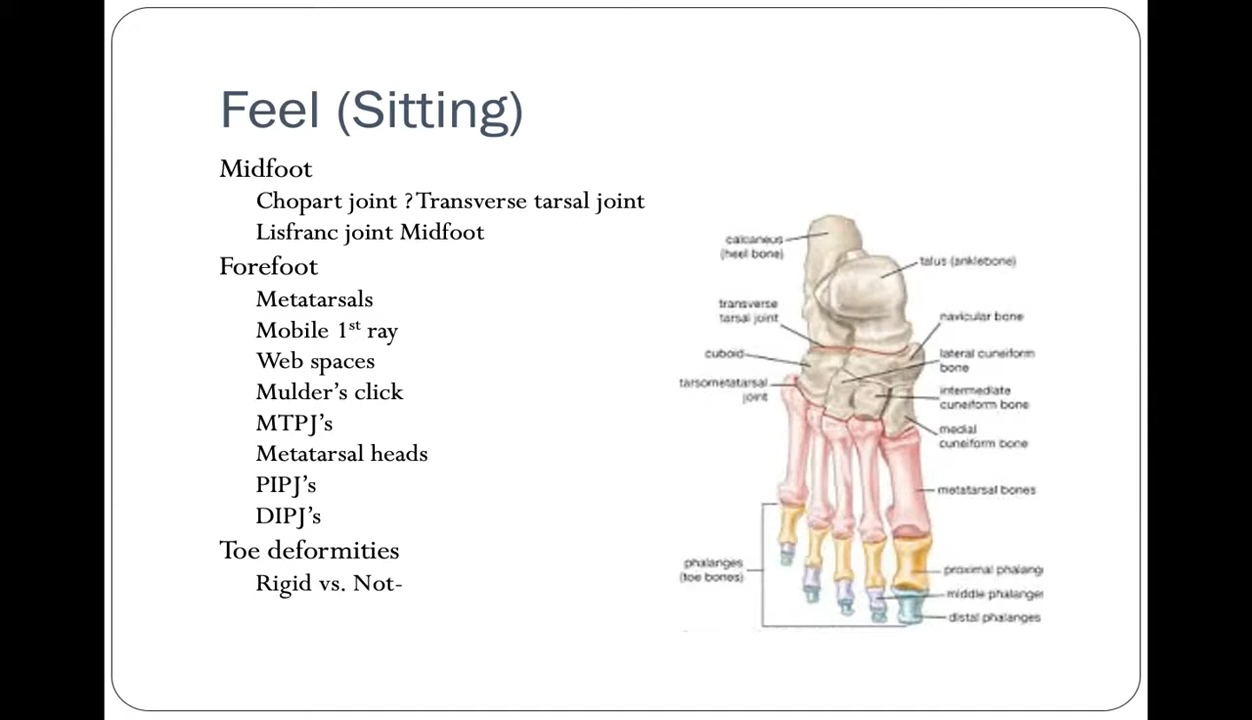 Feel (Sitting)
Midfoot
Chopart joint ?Transverse tarsal joint
Lisfranc joint Midfoot
Forefoot
Metatarsals
Mobile 1st ray
Web spaces
Mulder's click
MTPJ's
Metatarsal heads
PIPJ's
DIPJ's
Toe deformities
Rigid vs. Not-
calcaneus
(heel bone)
talus (anklebone)
transverse
tarsal joint
navicular bone
cuboid
lateral cuneiform
bone
tarsometatarsal
joint
intermediate
cuneiform bone
medial
cuneiform bone
metatarsal bones
phalanges
(toe bones)
proximal phalang
middle phalanges
distal phalanges